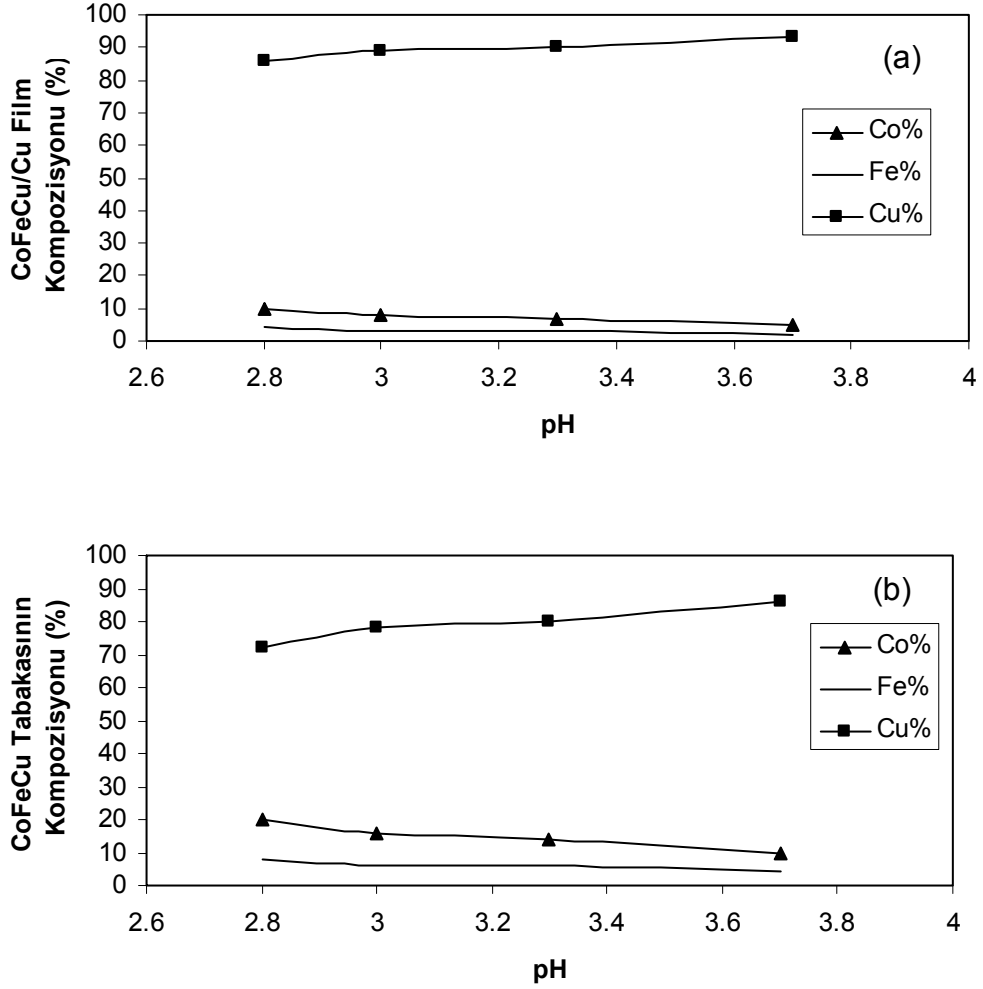 CoFeCu/Cu Film
Kompozisyonu (%)
100
90
80
70
60
50
40
30
20
10
0
(a)
Co%
Fe%
Cu%
2.6 2.8 3 3.2 3.4 3.6 3.8 4
pH
CoFeCu Tabakasının
Kompozisyonu (%)
100
90
80
70
60
50
40
30
20
10
0
(b)
Co%
Fe%
Cu%
2.6 2.8 3 3.2 3.4 3.6 3.8 4
pH